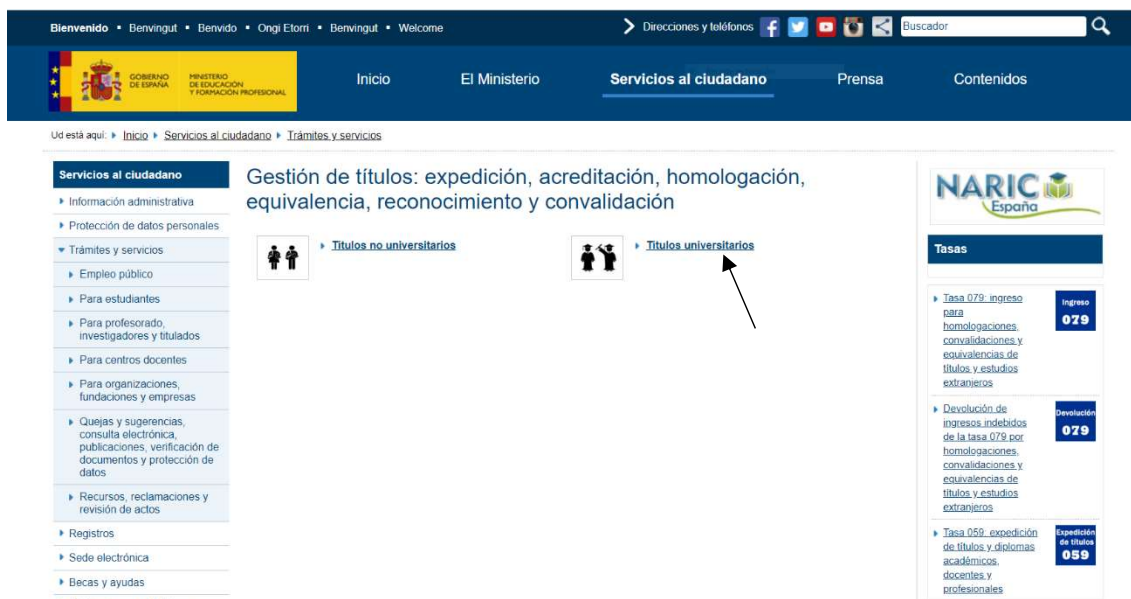 Bienvenido ▪ Benvingut ▪ Benvido ▪ Ongi Etorri ▪ Benvingut ▪ Welcome
Direcciones y teléfonos
Buscador
GOBIERNO
DE ESPAÑA
MINISTERIO
DE EDUCACIÓN
Y FORMACIÓN PROFESIONAL
Inicio
El Ministerio
Servicios al ciudadano
Prensa
Contenidos
Ud está aquí: Inicio Servicios al ciudadano Trámites y servicios
Servicios al ciudadano
Información administrativa
Protección de datos personales
Trámites y servicios
Empleo público
Para estudiantes
Para profesorado,
investigadores y titulados
Para centros docentes
Para organizaciones,
fundaciones y empresas
Quejas y sugerencias,
consulta electrónica,
publicaciones, verificación de
documentos y protección de
datos
Recursos, reclamaciones y
revisión de actos
Registros
Sede electrónica
Becas y ayudas
Gestión de títulos: expedición, acreditación, homologación,
equivalencia, reconocimiento y convalidación
Títulos no universitarios
Títulos universitarios
NARIC
España
Tasas
Tasa 079: ingreso
para
homologaciones,
convalidaciones y
equivalencias de
títulos y estudios
extranjeros
Ingreso
079
Devolución de
ingresos indebidos
de la tasa 079 por
homologaciones,
convalidaciones y
equivalencias de
títulos y estudios
extranjeros
Devolución
079
Tasa 059: expedición
de títulos y diplomas
académicos,
docentes y
profesionales
Expedición
de títulos
059